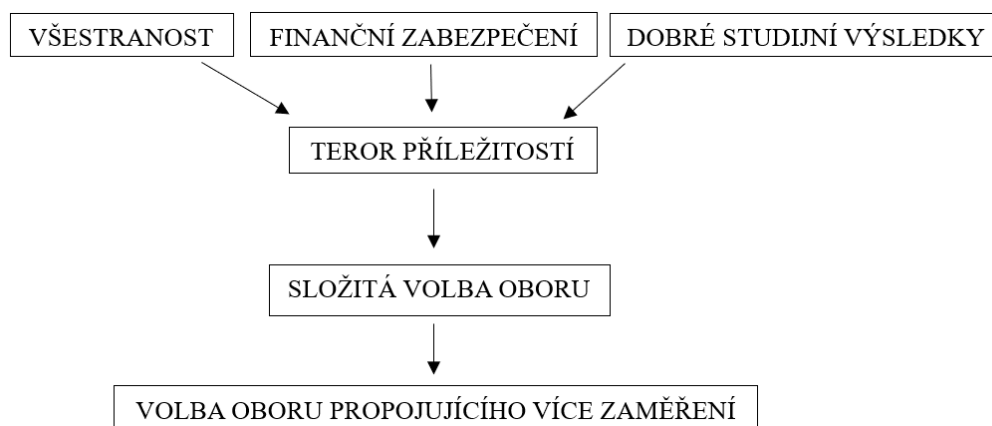 VŠESTRANOST
FINANČNÍ ZABEZPEČENÍ
DOBRÉ STUDIJNÍ VÝSLEDKY
TEROR PŘÍLEŽITOSTÍ
SLOŽITÁ VOLBA OBORU
VOLBA OBORU PROPOJUJÍCÍHO VÍCE ZAMĚŘENÍ